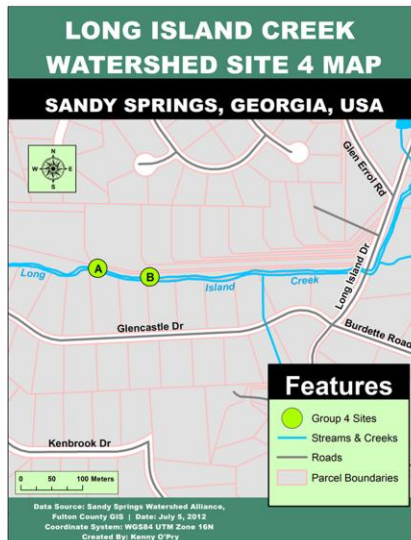 LONG ISLAND CREEK
WATERSHED SITE 4 MAP
SANDY SPRINGS, GEORGIA, USA
N
W E
S
Glen Errol Rd
A
B
Long
Island
Creek
Long Island Dr
Glencastle Dr
Burdette Road
Kenbrook Dr
Features
Group 4 Sites
Streams & Creeks
Roads
Parcel Boundaries
0 50 100 Meters
Data Source: Sandy Springs Watershed Alliance,
Fulton County GIS | Date: July 5, 2012
Coordinate System: WGS84 UTM Zone 16N
Created By: Kenny O'Pry